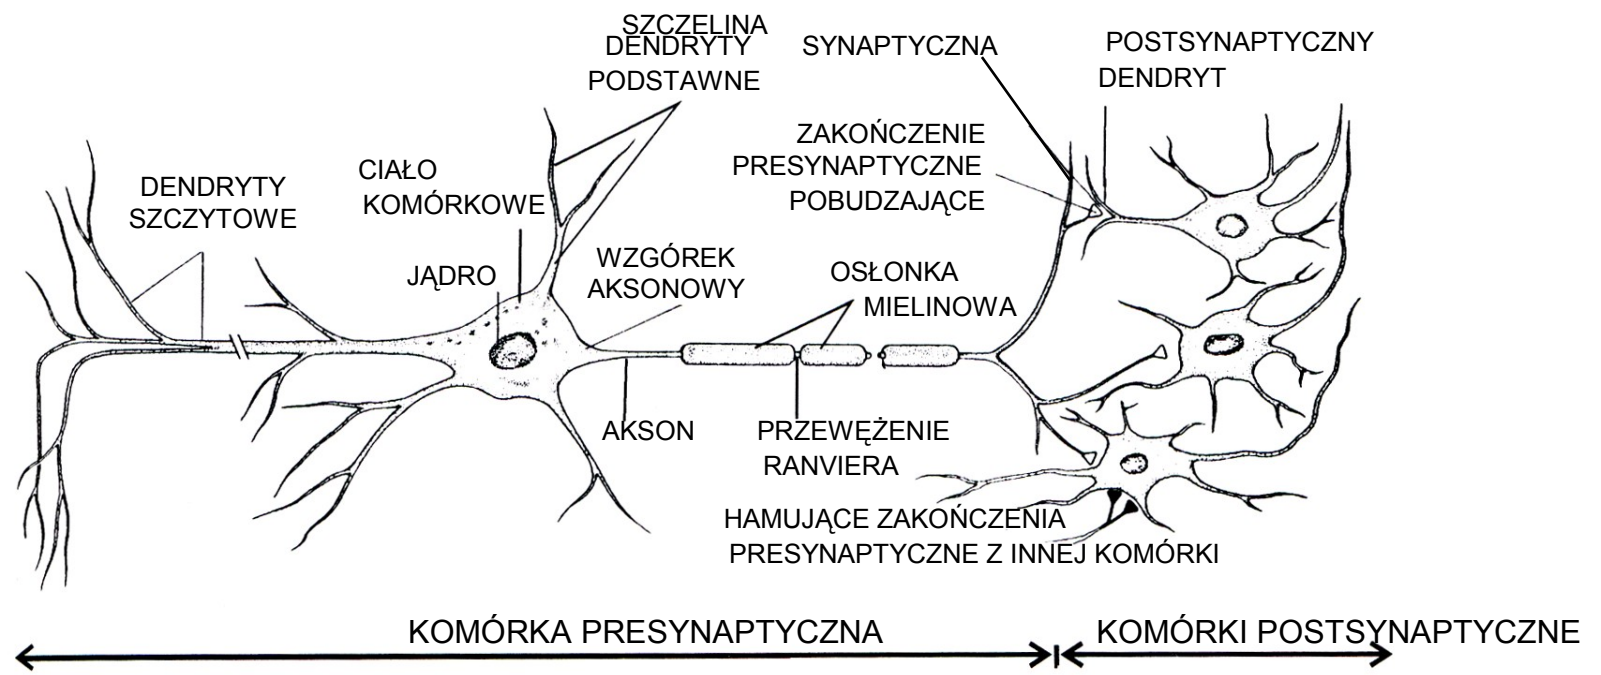 SZCZELINA
SYNAPTYCZNA
DENDRYTY
PODSTAWNE
POSTSYNAPTYCZNY
DENDRYT
ZAKOŃCZENIE
PRESYNAPTYCZNE
POBUDZAJĄCE
DENDRYTY
SZCZYTOWE
CIAŁO
KOMÓRKOWE
JĄDRO
WZGÓREK
AKSONOWY
OSŁONKA
MIELINOWA
AKSON
PRZEWĘŻENIE
RANVIERA
HAMUJĄCE ZAKOŃCZENIA
PRESYNAPTYCZNE Z INNEJ KOMÓRKI
KOMÓRKA PRESYNAPTYCZNA
KOMÓRKI POSTSYNAPTYCZNE